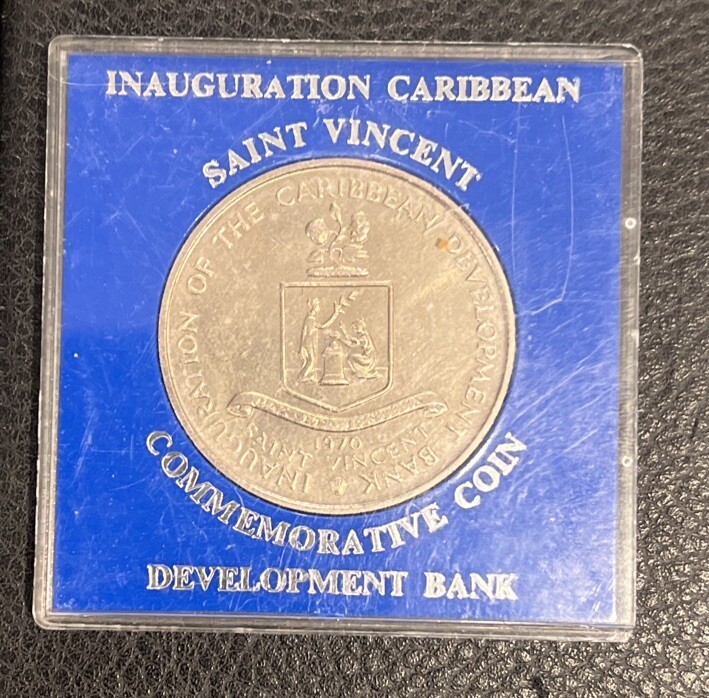 INAUGURATION CARIBBEAN
SAINT VINCENT
INAUGURATION OF THE CARIBBEAN DEVELOPMENT BANK
1970
SAINT VINCENT
COMMEMORATIVE COIN
DEVELOPMENT BANK